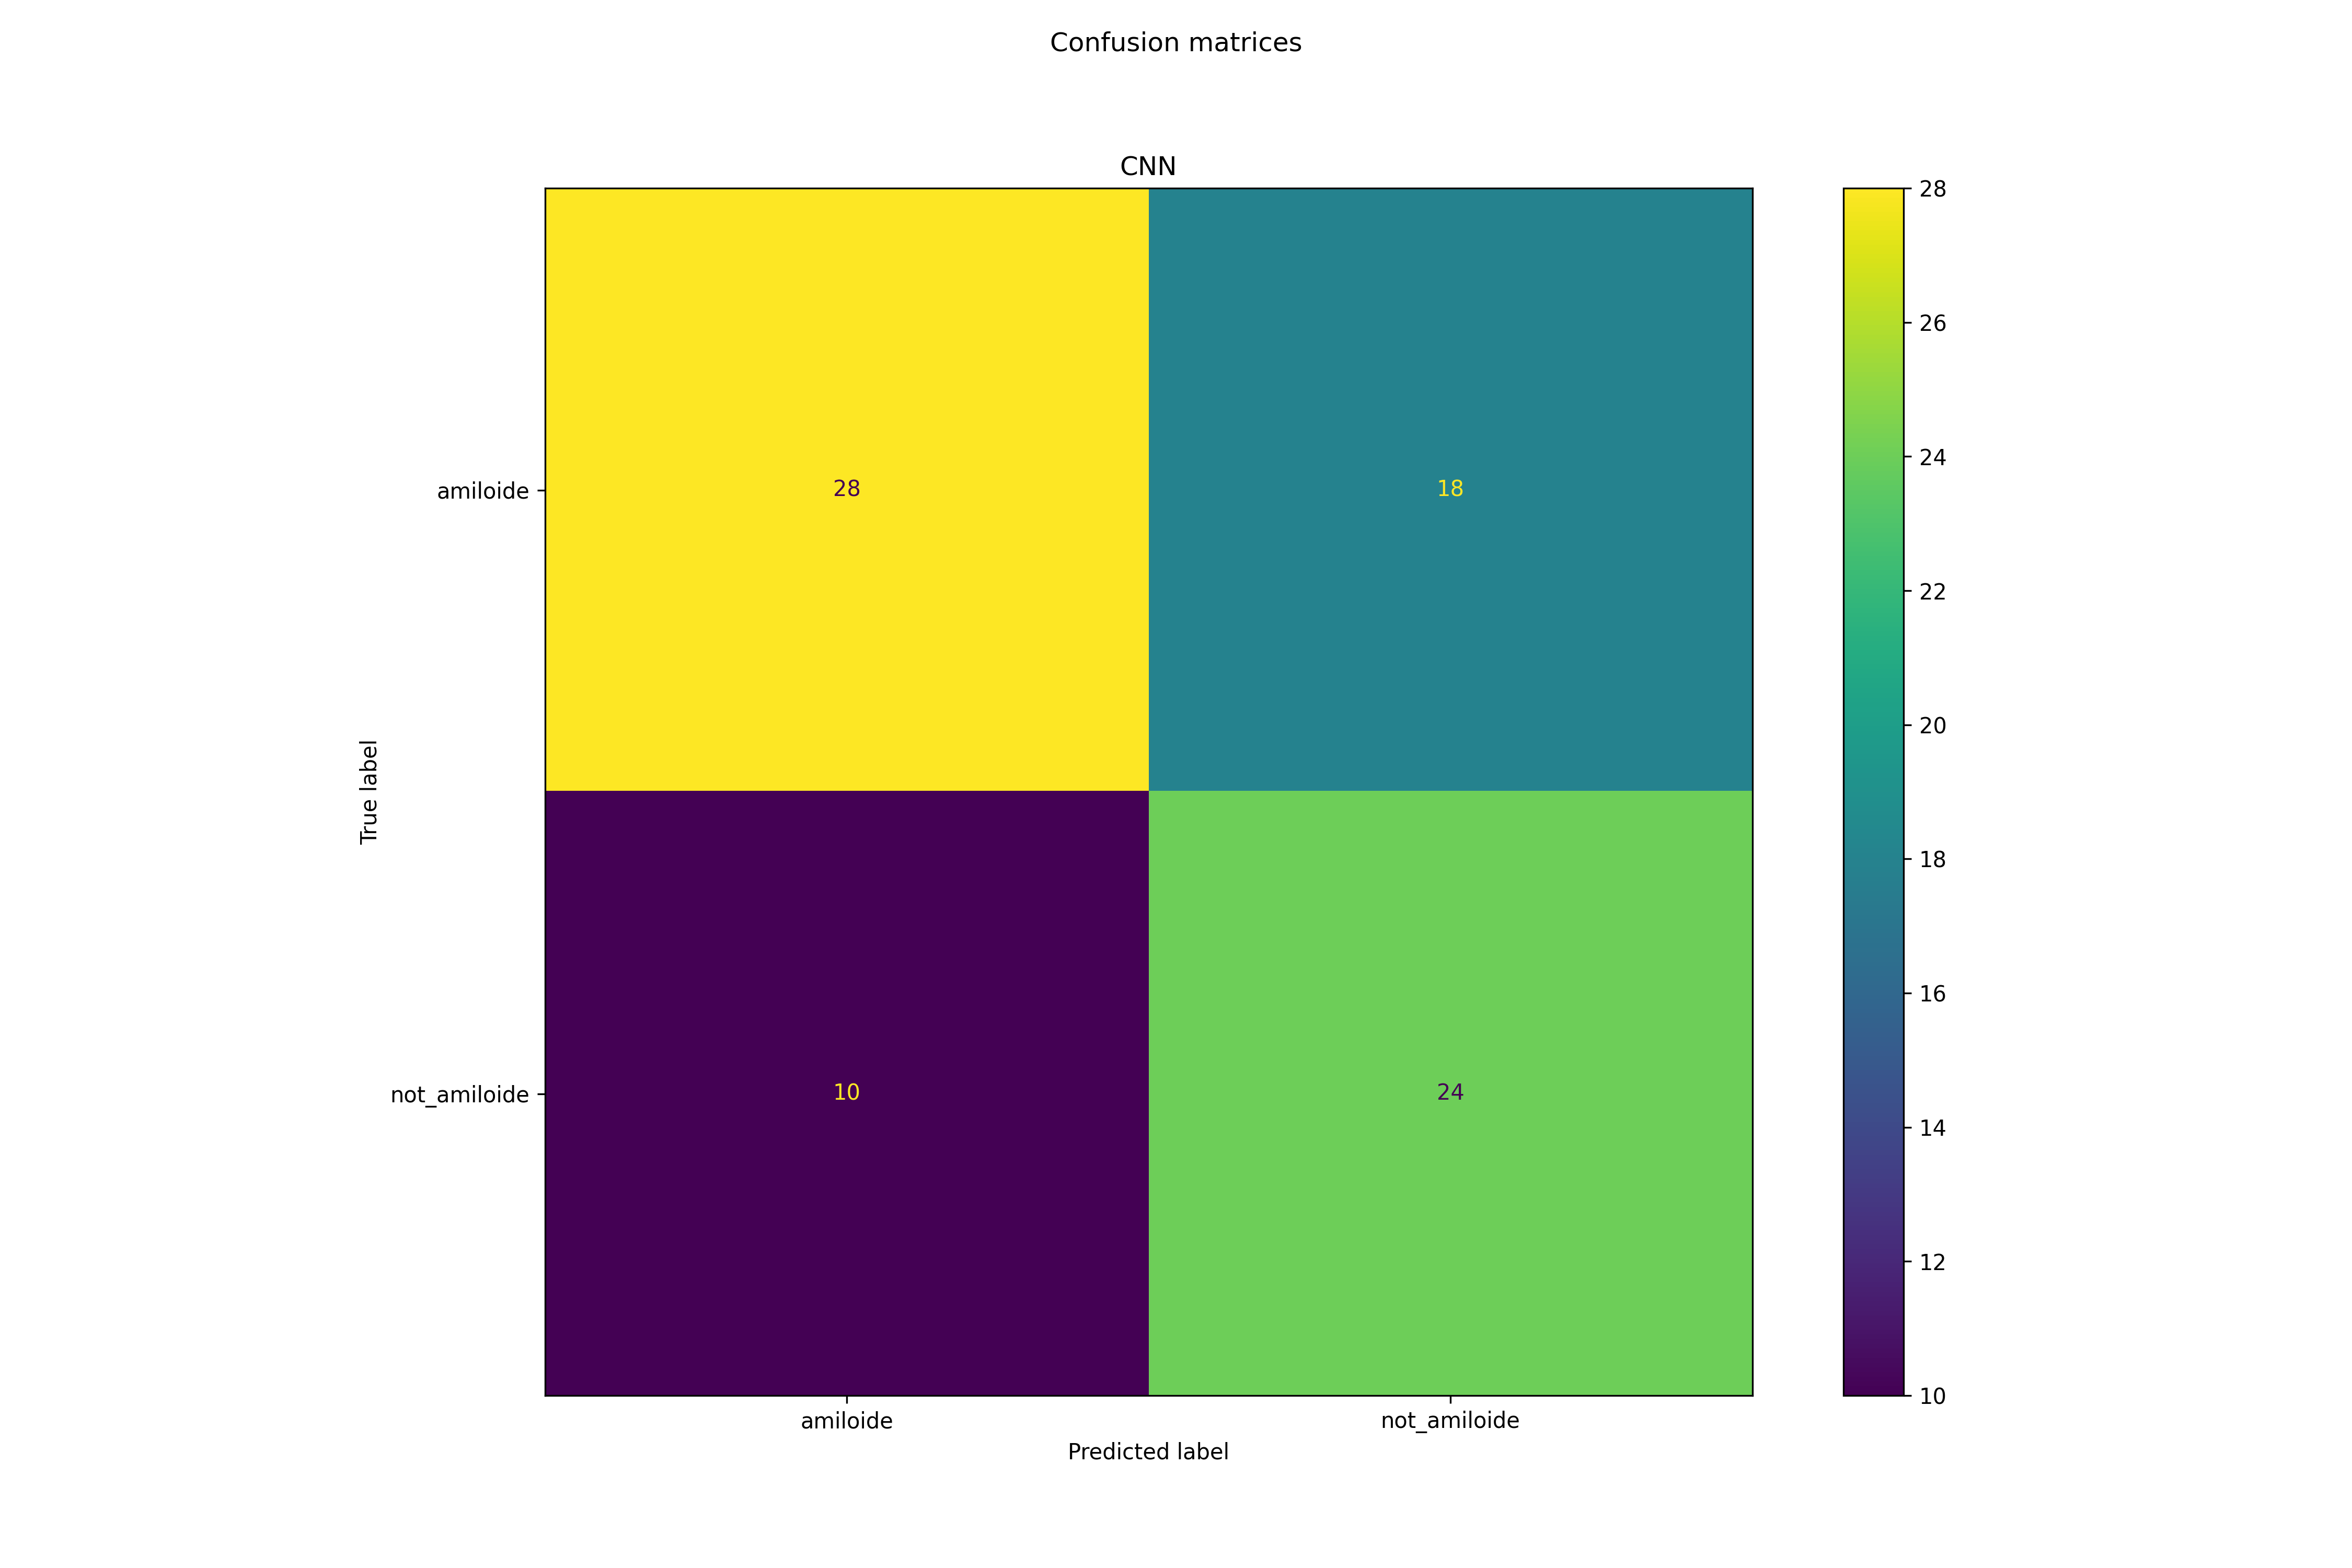 Confusion matrices
CNN
True label
amiloide
28
18
not_amiloide
10
24
amiloide
not_amiloide
Predicted label
28
26
24
22
20
18
16
14
12
10